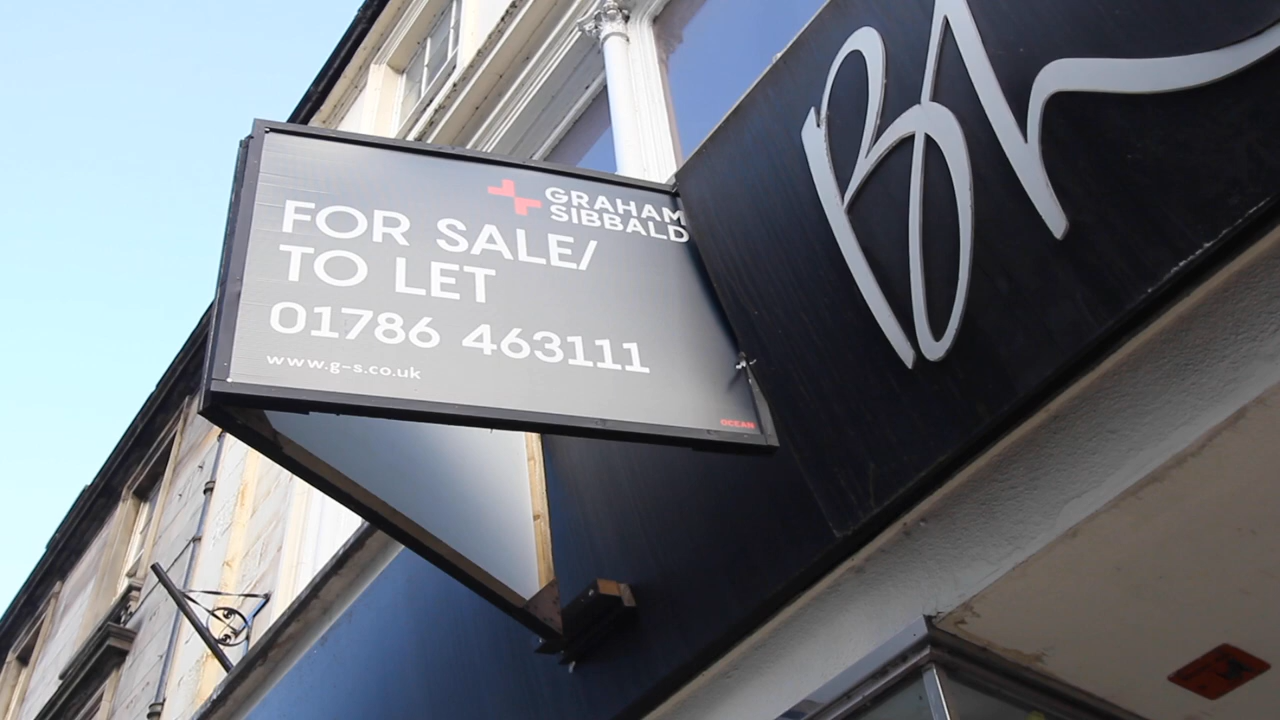 GRAHAM
SIBBALD
FOR SALE/
TO LET
01786 463111
www.g-s.co.uk
OCEAN